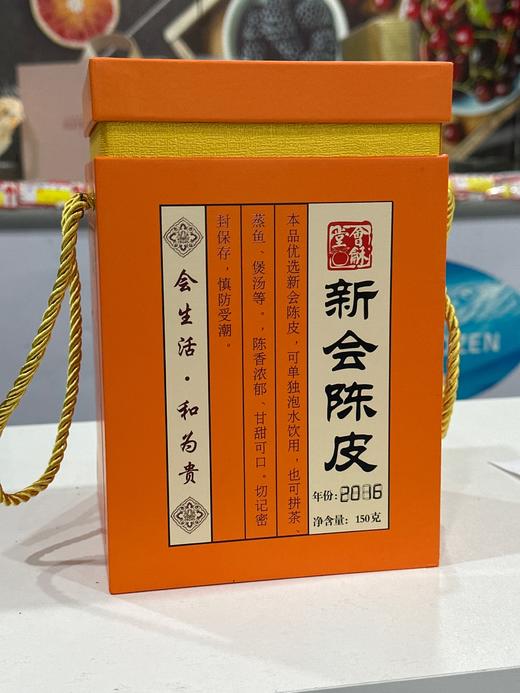 會龢堂
新会陈皮
年份:
净含量: 150克
本品优选新会陈皮，可单独泡水饮用，也可拼茶、
蒸鱼、煲汤等。，陈香浓郁、甘甜可口。切记密
封保存，慎防受潮。
会生活·和为贵
ZEN